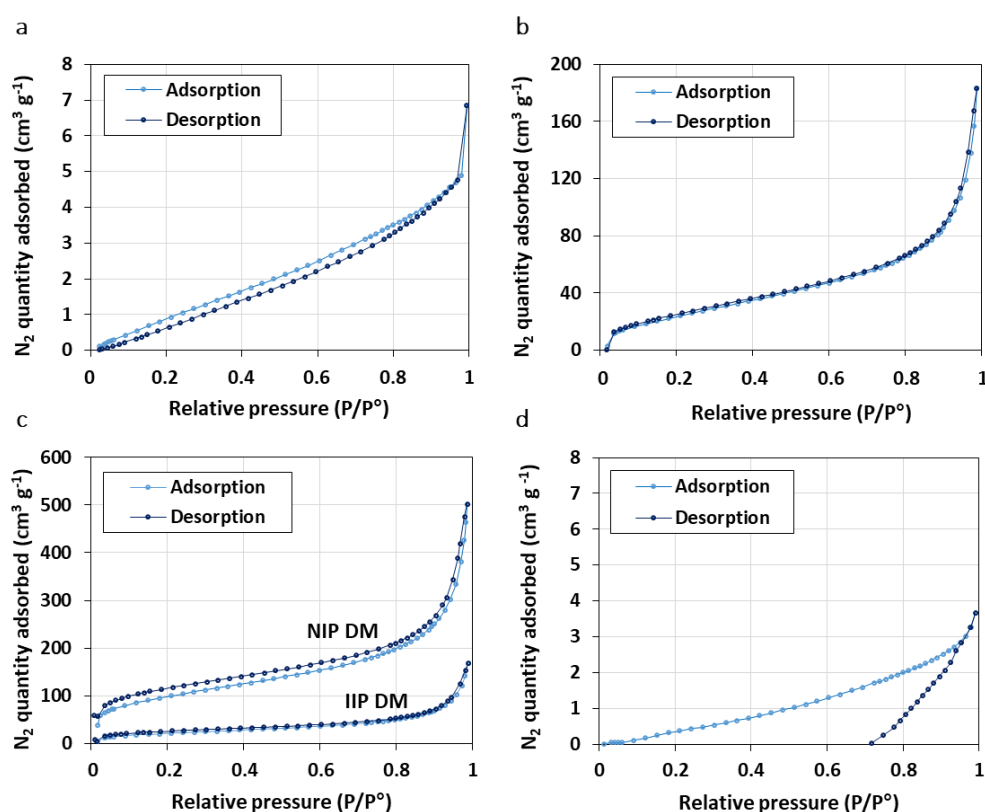 a
N₂ quantity adsorbed (cm³ g⁻¹)
8
7
6
5
4
3
2
1
0
Adsorption
Desorption
0 0.2 0.4 0.6 0.8 1
Relative pressure (P/P°)
b
N₂ quantity adsorbed (cm³ g⁻¹)
200
160
120
80
40
0
Adsorption
Desorption
0 0.2 0.4 0.6 0.8 1
Relative pressure (P/P°)
c
N₂ quantity adsorbed (cm³ g⁻¹)
600
500
400
300
200
100
0
Adsorption
Desorption
NIP DM
IIP DM
0 0.2 0.4 0.6 0.8 1
Relative pressure (P/P°)
d
N₂ quantity adsorbed (cm³ g⁻¹)
8
7
6
5
4
3
2
1
0
Adsorption
Desorption
0 0.2 0.4 0.6 0.8 1
Relative pressure (P/P°)